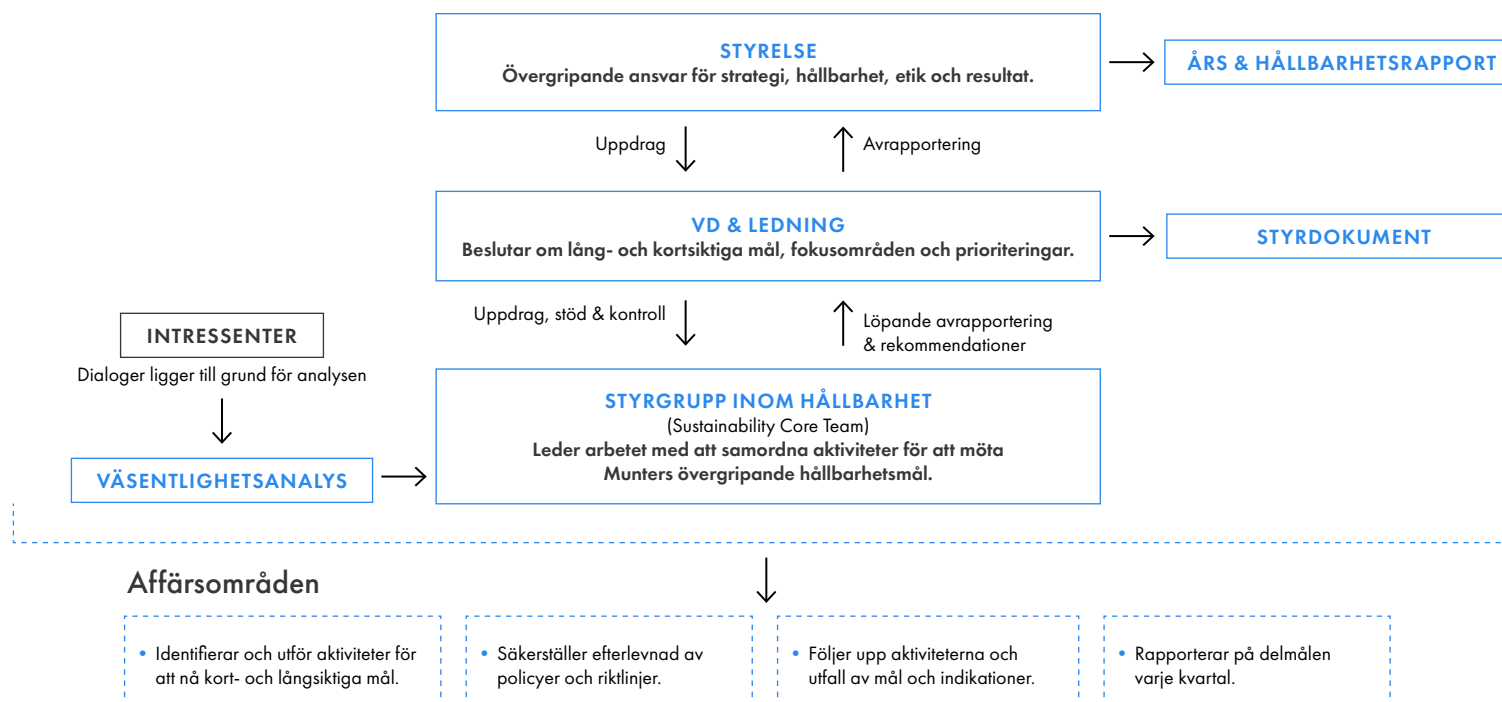 STYRELSE
Övergripande ansvar för strategi, hållbarhet, etik och resultat.
ÅRS & HÅLLBARHETSRAPPORT
Uppdrag
Avrapportering
VD & LEDNING
Beslutar om lång- och kortsiktiga mål, fokusområden och prioriteringar.
STYRDOKUMENT
Uppdrag, stöd & kontroll
Löpande avrapportering
& rekommendationer
INTRESSENTER
Dialoger ligger till grund för analysen
VÄSENTLIGHETSANALYS
STYRGRUPP INOM HÅLLBARHET
(Sustainability Core Team)
Leder arbetet med att samordna aktiviteter för att möta
Munters övergripande hållbarhetsmål.
Affärsområden
• Identifierar och utför aktiviteter för
att nå kort- och långsiktiga mål.
• Säkerställer efterlevnad av
policyer och riktlinjer.
• Följer upp aktiviteterna och
utfall av mål och indikationer.
• Rapporterar på delmålen
varje kvartal.